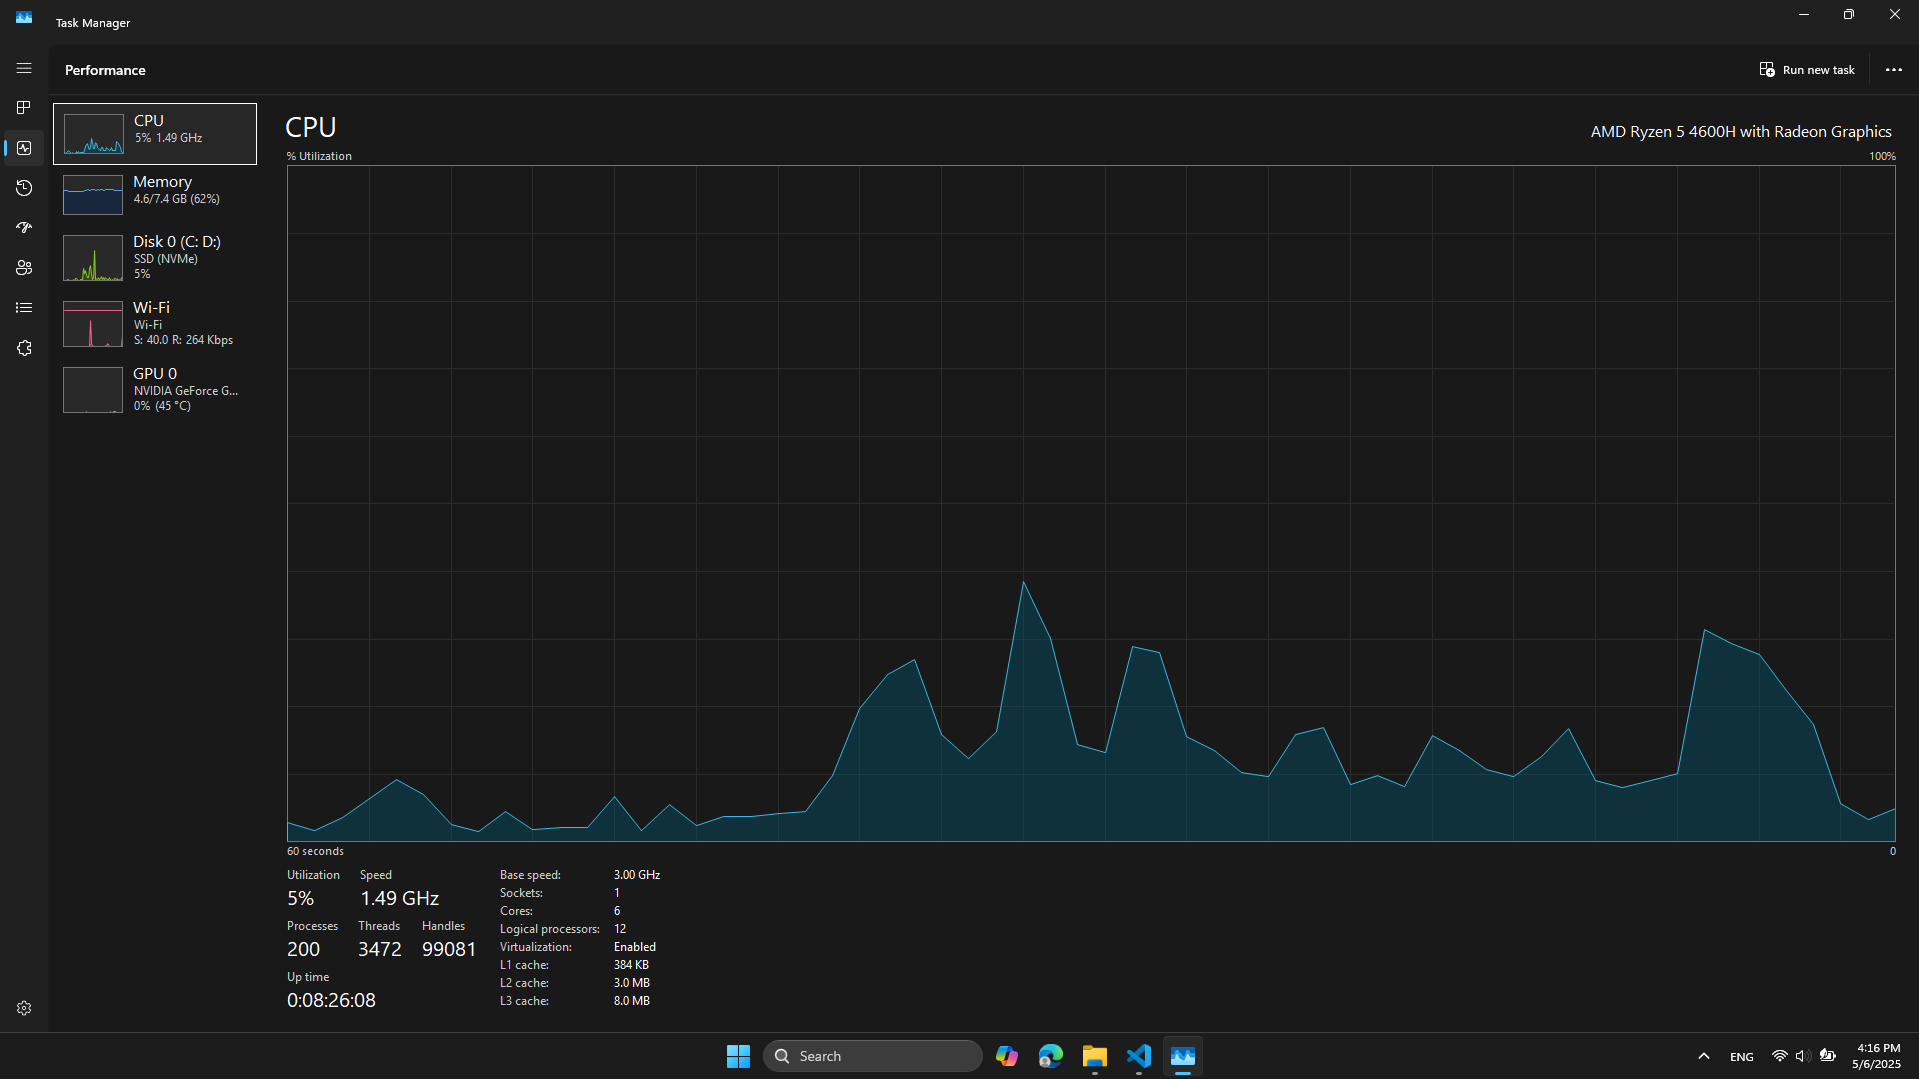 Task Manager
Performance
Run new task
CPU
5% 1.49 GHz
Memory
4.6/7.4 GB (62%)
Disk 0 (C: D:)
SSD (NVMe)
5%
Wi-Fi
Wi-Fi
S: 40.0 R: 264 Kbps
GPU 0
NVIDIA GeForce G...
0% (45 °C)
CPU
AMD Ryzen 5 4600H with Radeon Graphics
% Utilization 100%
60 seconds 0
Utilization Speed
5% 1.49 GHz
Processes Threads Handles
200 3472 99081
Up time
0:08:26:08
Base speed: 3.00 GHz
Sockets: 1
Cores: 6
Logical processors: 12
Virtualization: Enabled
L1 cache: 384 KB
L2 cache: 3.0 MB
L3 cache: 8.0 MB
Search
ENG
4:16 PM
5/6/2025